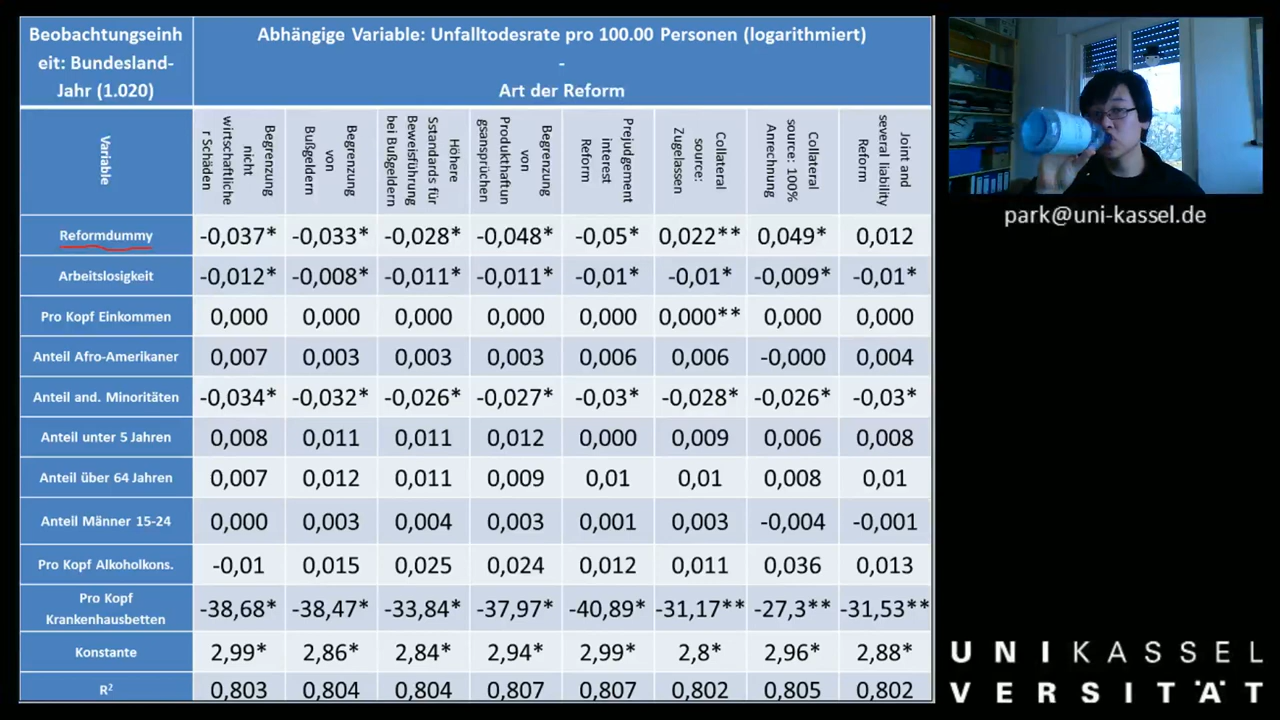 Beobachtungseinh
eit: Bundesland-
Jahr (1.020)
Abhängige Variable: Unfalltodesrate pro 100.00 Personen (logarithmiert)
-
Art der Reform
Variable
Begrenzung
nicht
wirtschaftliche
r Schäden
Begrenzung
von
Bußgeldern
Höhere
Sstandards für
Beweisführung
bei Bußgeldern
Begrenzung
von
Produkthaftun
gsansprüchen
Prejudgement
interest
Reform
Collateral
source:
Zugelassen
Collateral
source: 100%
Anrechnung
Joint and
several liability
Reform
Reformdummy -0,037* -0,033* -0,028* -0,048* -0,05* 0,022** 0,049* 0,012
Arbeitslosigkeit -0,012* -0,008* -0,011* -0,011* -0,01* -0,01* -0,009* -0,01*
Pro Kopf Einkommen 0,000 0,000 0,000 0,000 0,000 0,000** 0,000 0,000
Anteil Afro-Amerikaner 0,007 0,003 0,003 0,003 0,006 0,006 -0,000 0,004
Anteil and. Minoritäten -0,034* -0,032* -0,026* -0,027* -0,03* -0,028* -0,026* -0,03*
Anteil unter 5 Jahren 0,008 0,011 0,011 0,012 0,000 0,009 0,006 0,008
Anteil über 64 Jahren 0,007 0,012 0,011 0,009 0,01 0,01 0,008 0,01
Anteil Männer 15-24 0,000 0,003 0,004 0,003 0,001 0,003 -0,004 -0,001
Pro Kopf Alkoholkons. -0,01 0,015 0,025 0,024 0,012 0,011 0,036 0,013
Pro Kopf
Krankenhausbetten -38,68* -38,47* -33,84* -37,97* -40,89* -31,17** -27,3** -31,53**
Konstante 2,99* 2,86* 2,84* 2,94* 2,99* 2,8* 2,96* 2,88*
R² 0,803 0,804 0,804 0,807 0,807 0,802 0,805 0,802
park@uni-kassel.de
UNIKASSEL
VERSITÄT